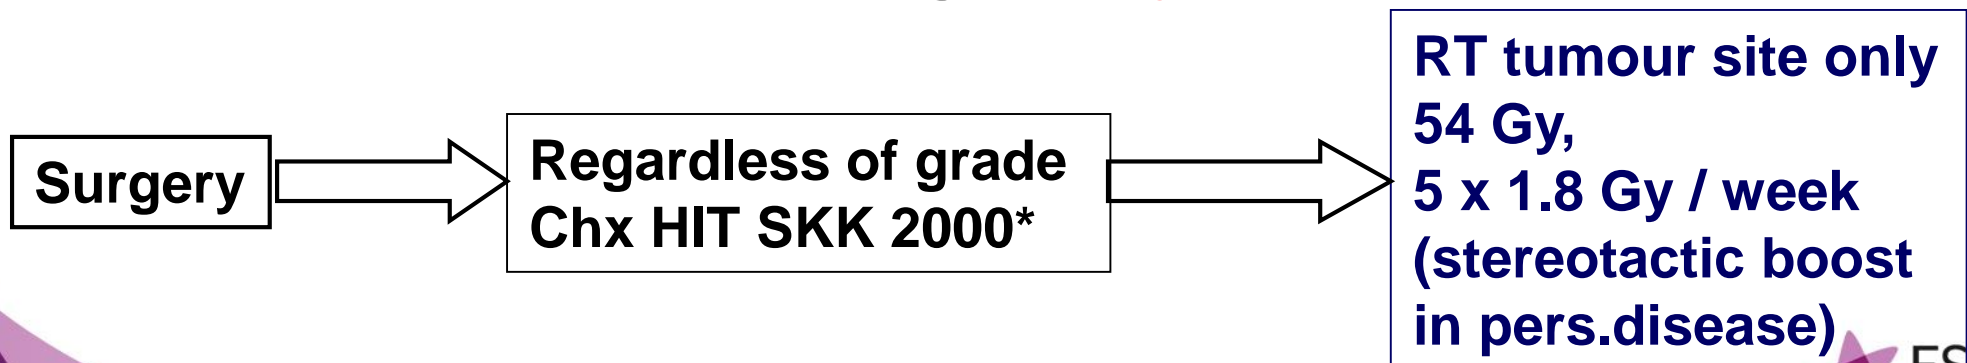 Surgery
Regardless of grade
Chx HIT SKK 2000*
RT tumour site only
54 Gy,
5 x 1.8 Gy / week
(stereotactic boost
in pers.disease)
ES